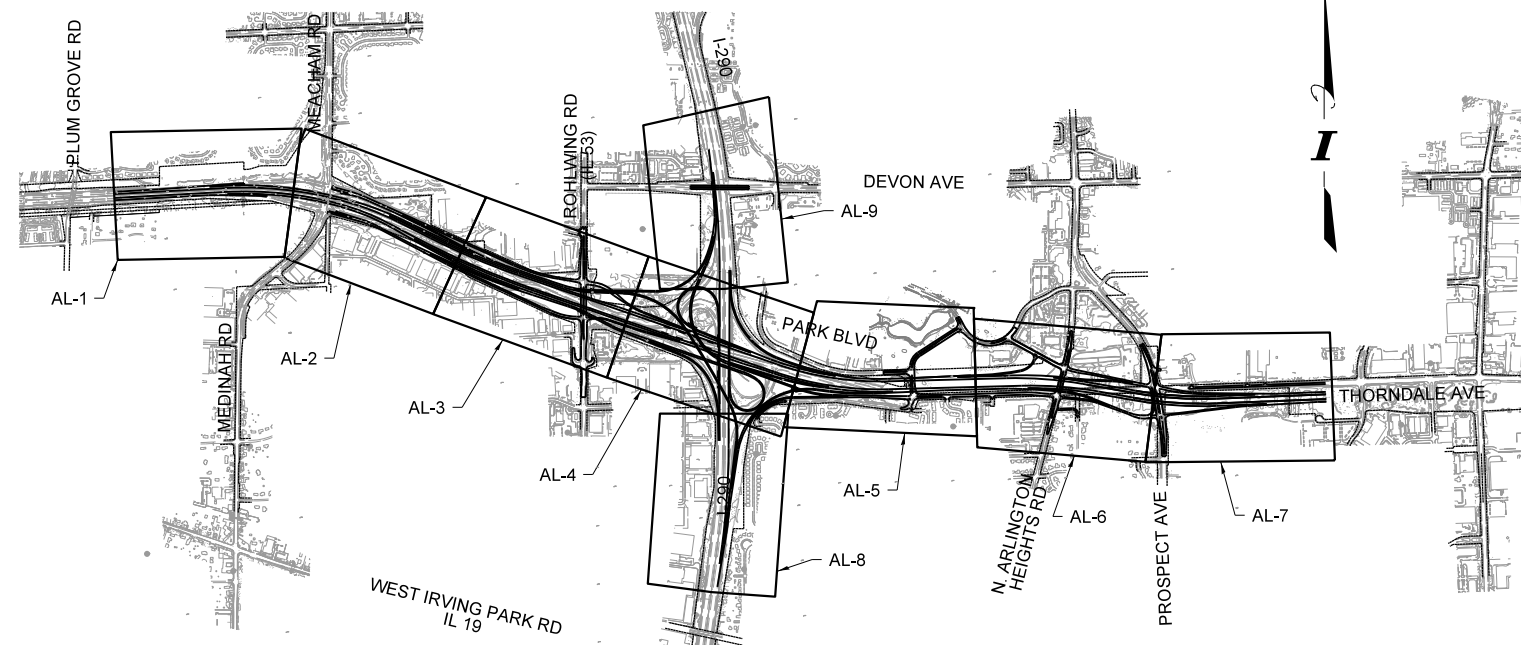 PLUM GROVE RD
MEACHAM RD
I-290
ROHLWING RD
(IL 53)
DEVON AVE
AL-9
AL-1
MEDINAH RD
AL-2
PARK BLVD
AL-3
THORNDALE AVE
AL-4
I-290
AL-5
N. ARLINGTON
HEIGHTS RD
AL-6
PROSPECT AVE
AL-7
AL-8
WEST IRVING PARK RD
IL 19